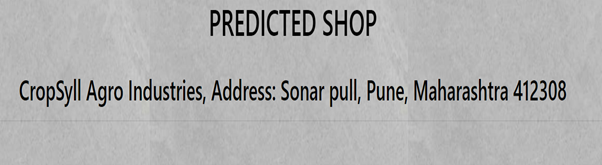 PREDICTED SHOP
CropSyll Agro Industries, Address: Sonar pull, Pune, Maharashtra 412308